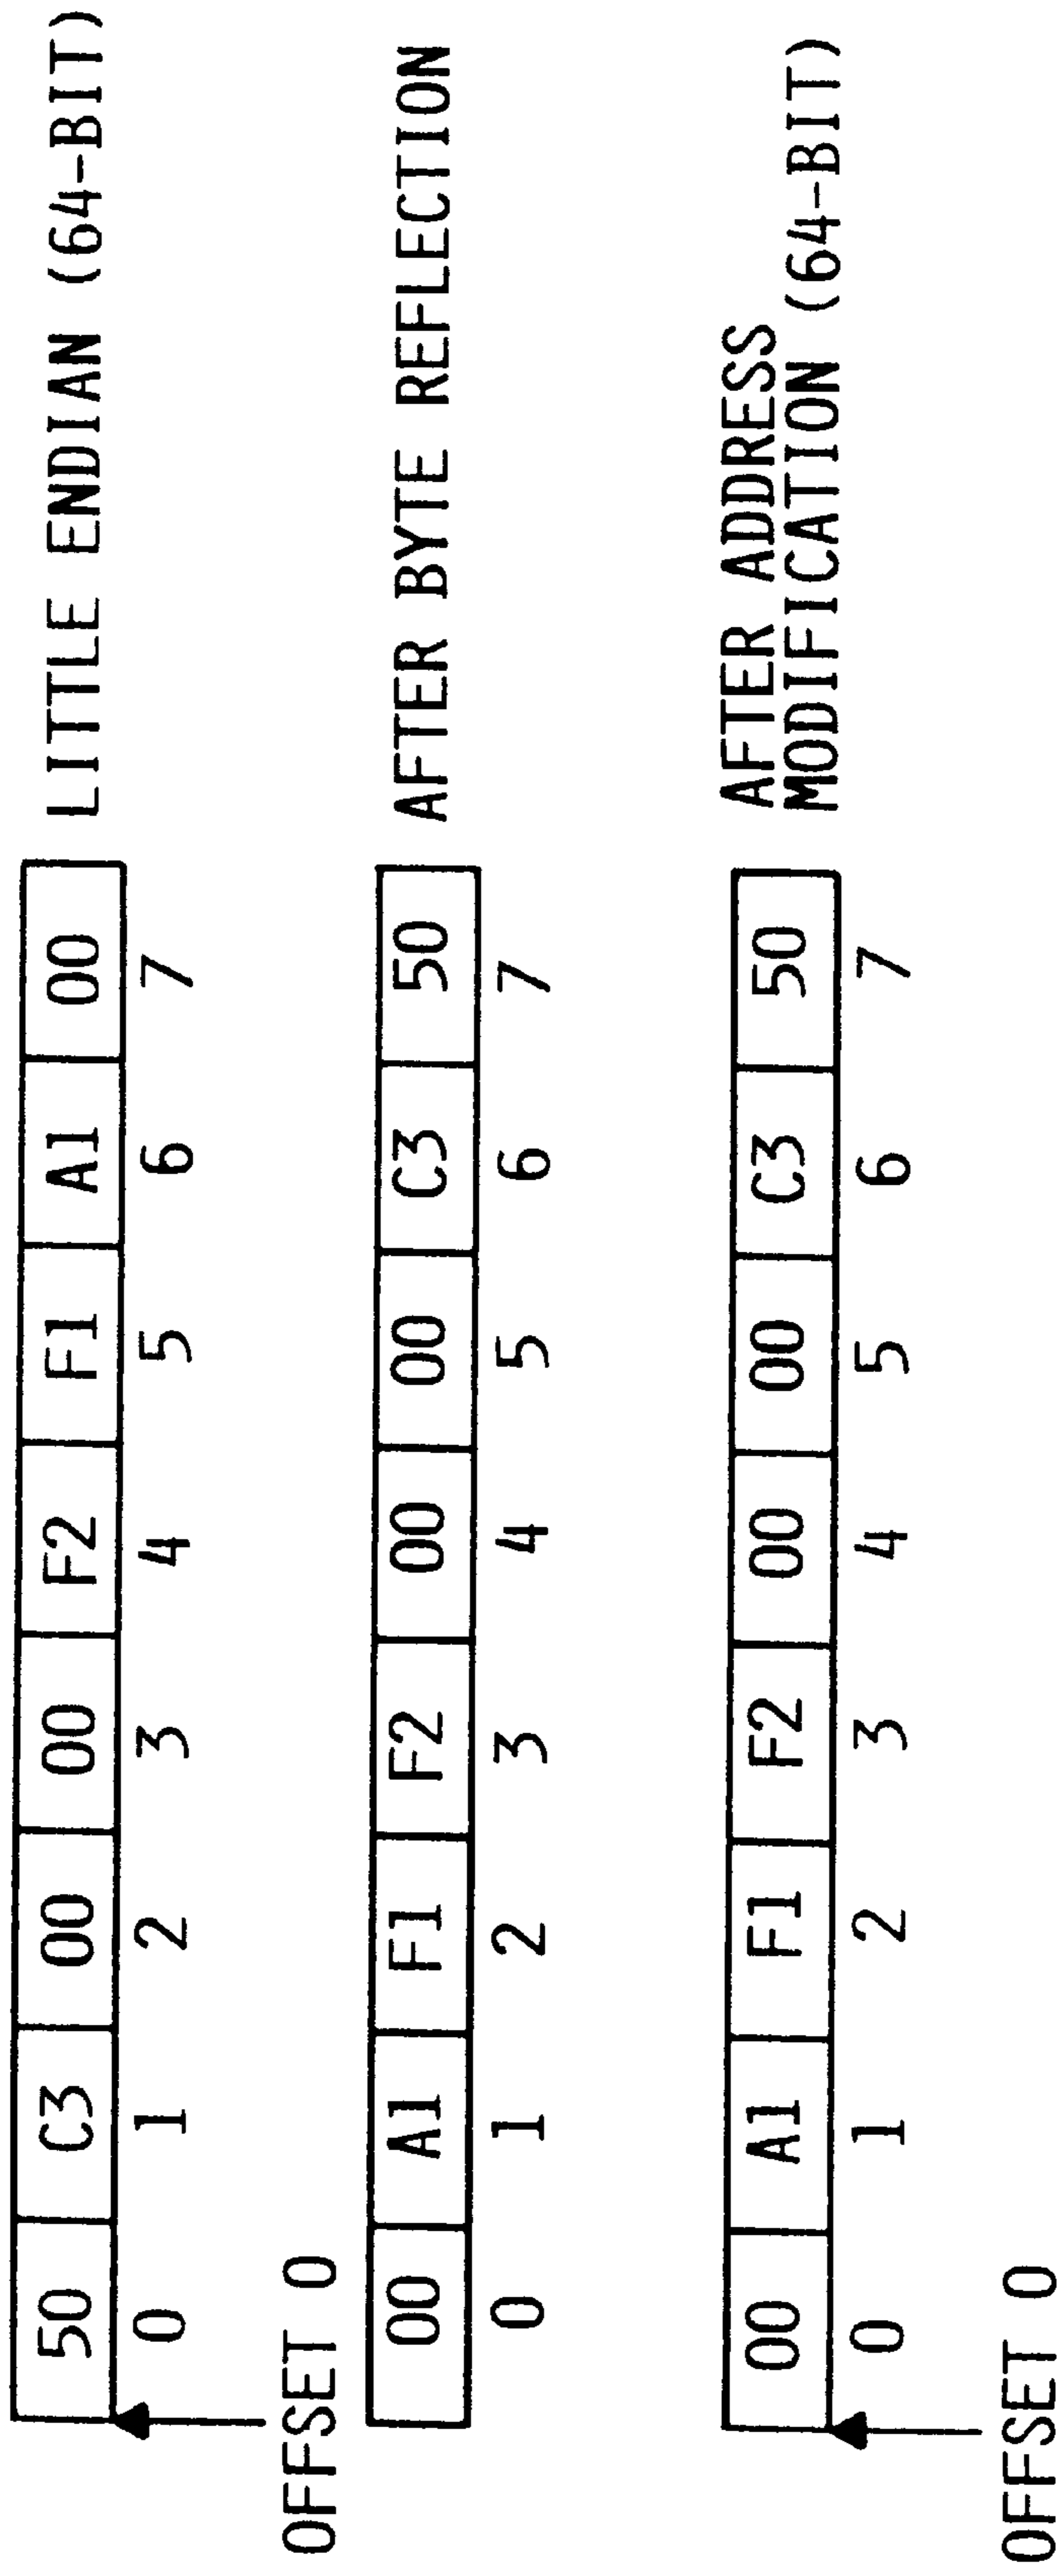 50 C3 00 00 F2 F1 A1 00 LITTLE ENDIAN (64-BIT)
0 1 2 3 4 5 6 7
OFFSET 0
00 A1 F1 F2 00 00 C3 50 AFTER BYTE REFLECTION
0 1 2 3 4 5 6 7
AFTER ADDRESS
00 A1 F1 F2 00 00 C3 50 MODIFICATION (64-BIT)
0 1 2 3 4 5 6 7
OFFSET 0